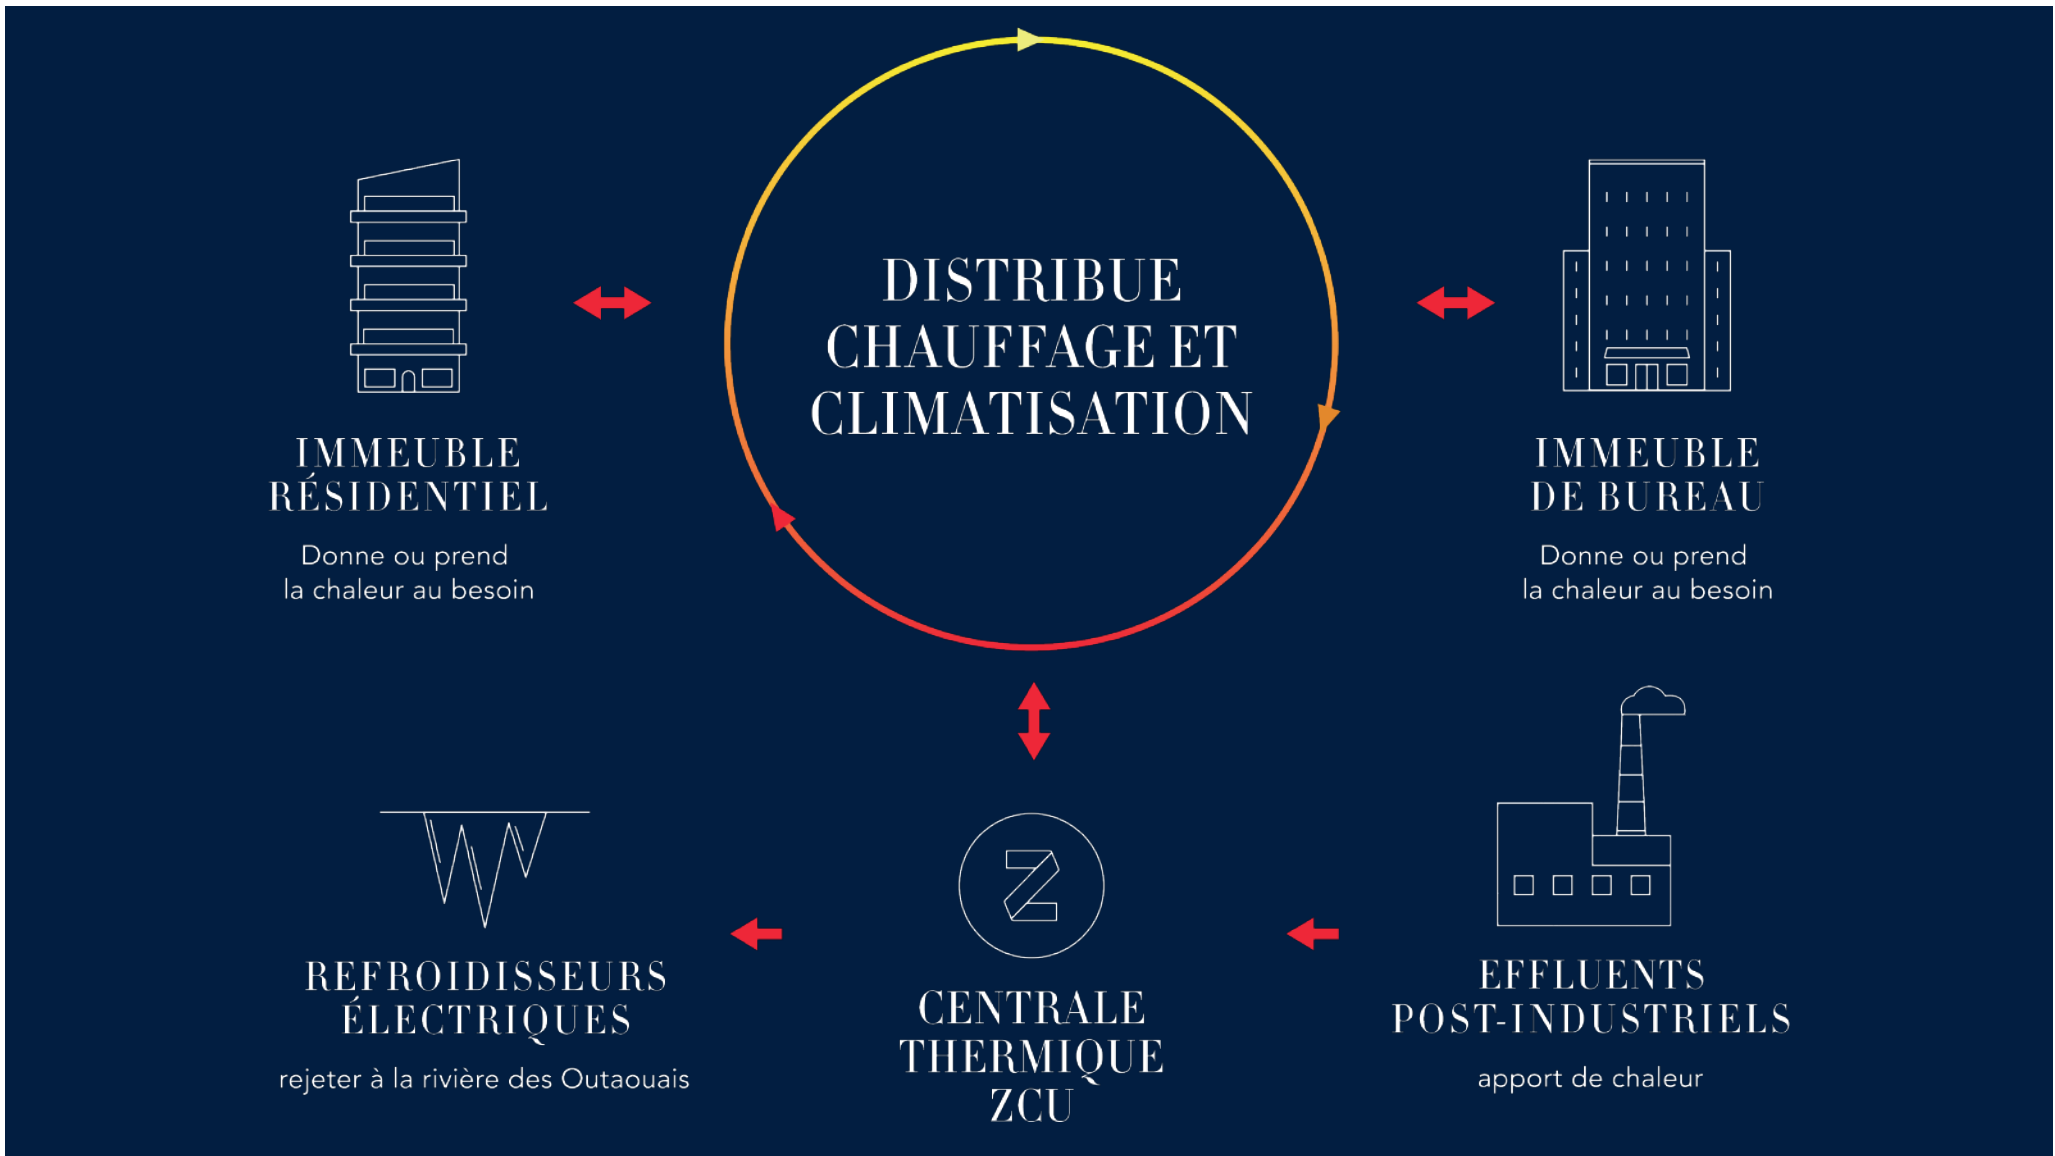 DISTRIBUE
CHAUFFAGE ET
CLIMATISATION
IMMEUBLE
RÉSIDENTIEL
Donne ou prend
la chaleur au besoin
IMMEUBLE
DE BUREAU
Donne ou prend
la chaleur au besoin
REFROIDISSEURS
ÉLECTRIQUES
rejeter à la rivière des Outaouais
Z
CENTRALE
THERMIQUE
ZCU
EFFLUENTS
POST-INDUSTRIELS
apport de chaleur